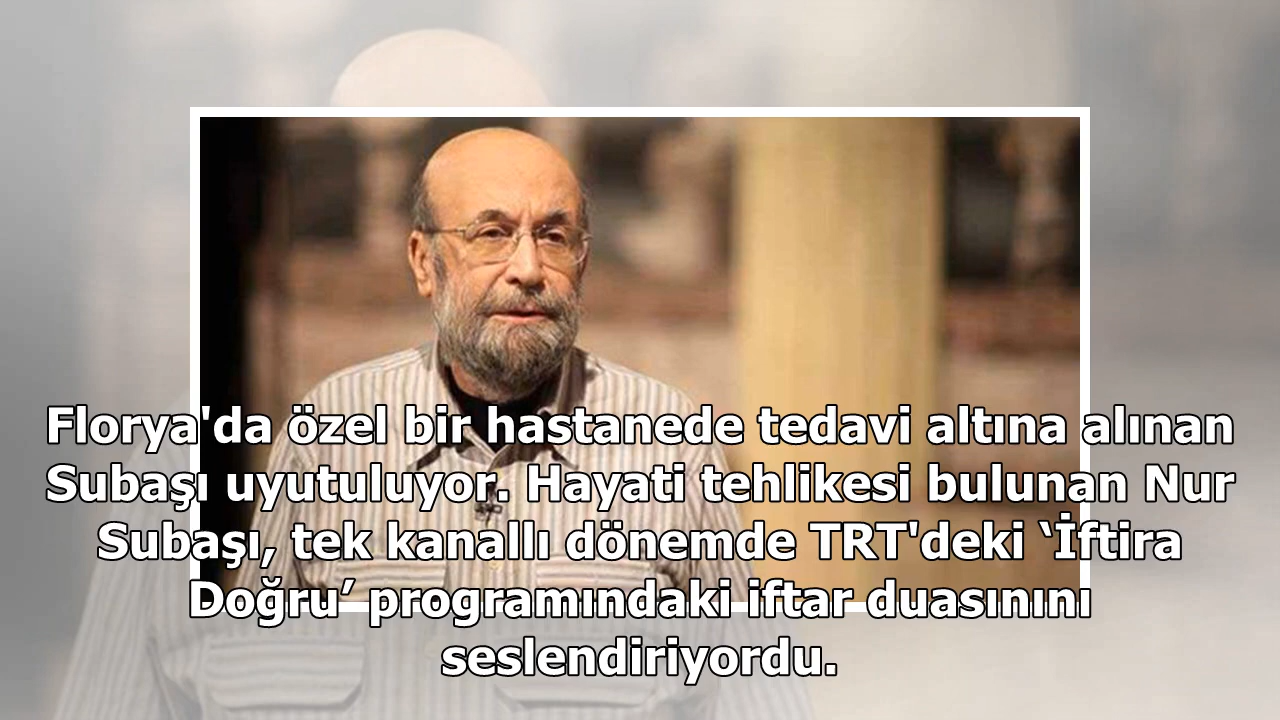 Florya'da özel bir hastanede tedavi altına alınan
Subaşı uyutuluyor. Hayati tehlikesi bulunan Nur
Subaşı, tek kanallı dönemde TRT'deki ‘İftira
Doğru’ programındaki iftar duasınını
seslendiriyordu.